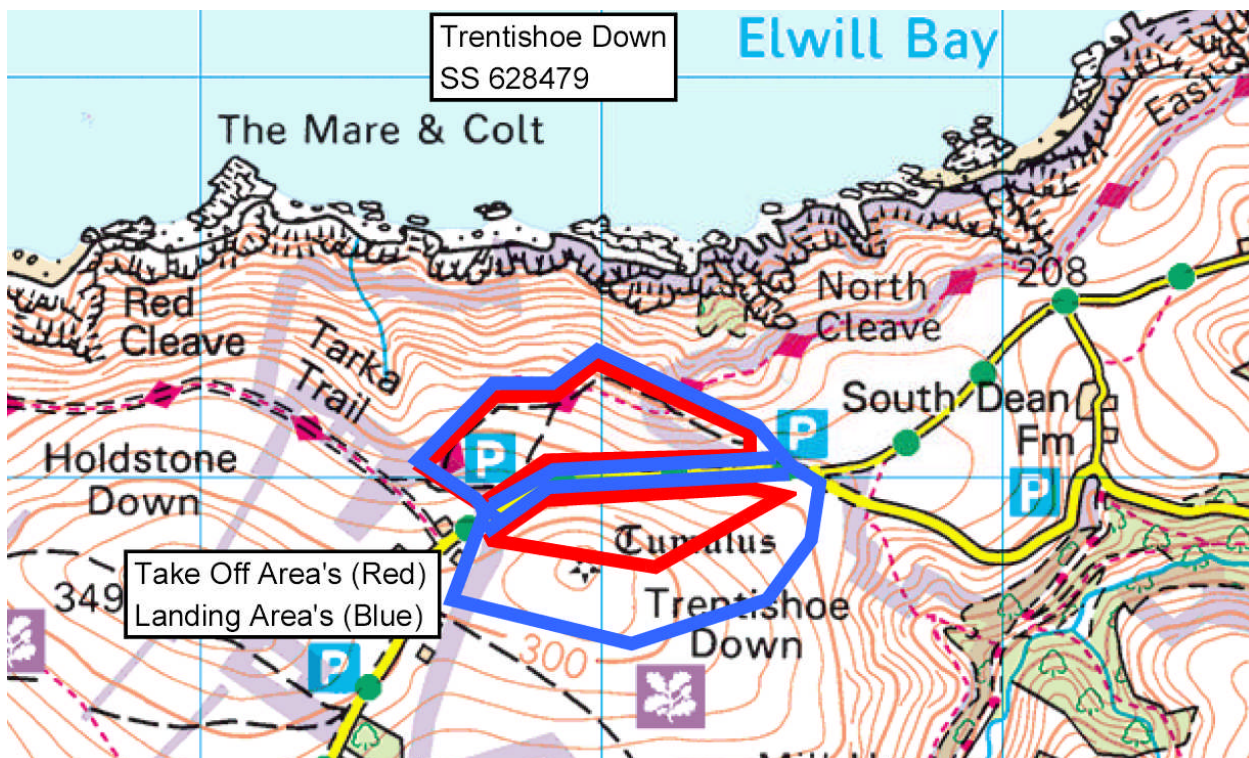 Trentishoe Down
SS 628479
Elwill Bay
The Mare & Colt
East
Red
Cleave
Tarka
Trail
North
Cleave
208
South Dean
Fm
P
P
P
Holdstone
Down
Tumulus
Take Off Area's (Red)
Landing Area's (Blue)
349
Trentishoe
Down
300
P